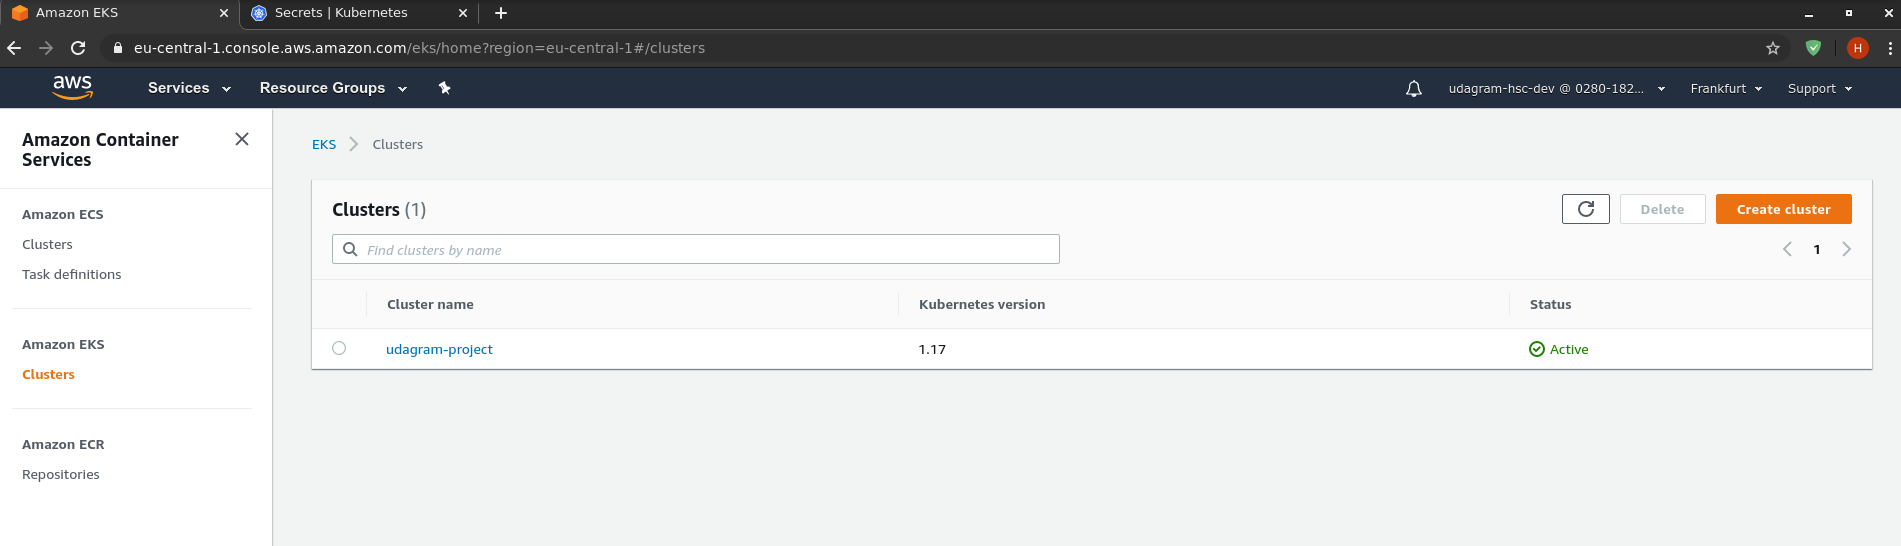 Amazon EKS
Secrets | Kubernetes
eu-central-1.console.aws.amazon.com/eks/home?region=eu-central-1#/clusters
H
aws
Services
Resource Groups
udagram-hsc-dev @ 0280-182...
Frankfurt
Support
Amazon Container
Services
Amazon ECS
Clusters
Task definitions
Amazon EKS
Clusters
Amazon ECR
Repositories
EKS
Clusters
Clusters (1)
Delete
Create cluster
Find clusters by name
1
Cluster name
Kubernetes version
Status
udagram-project
1.17
Active